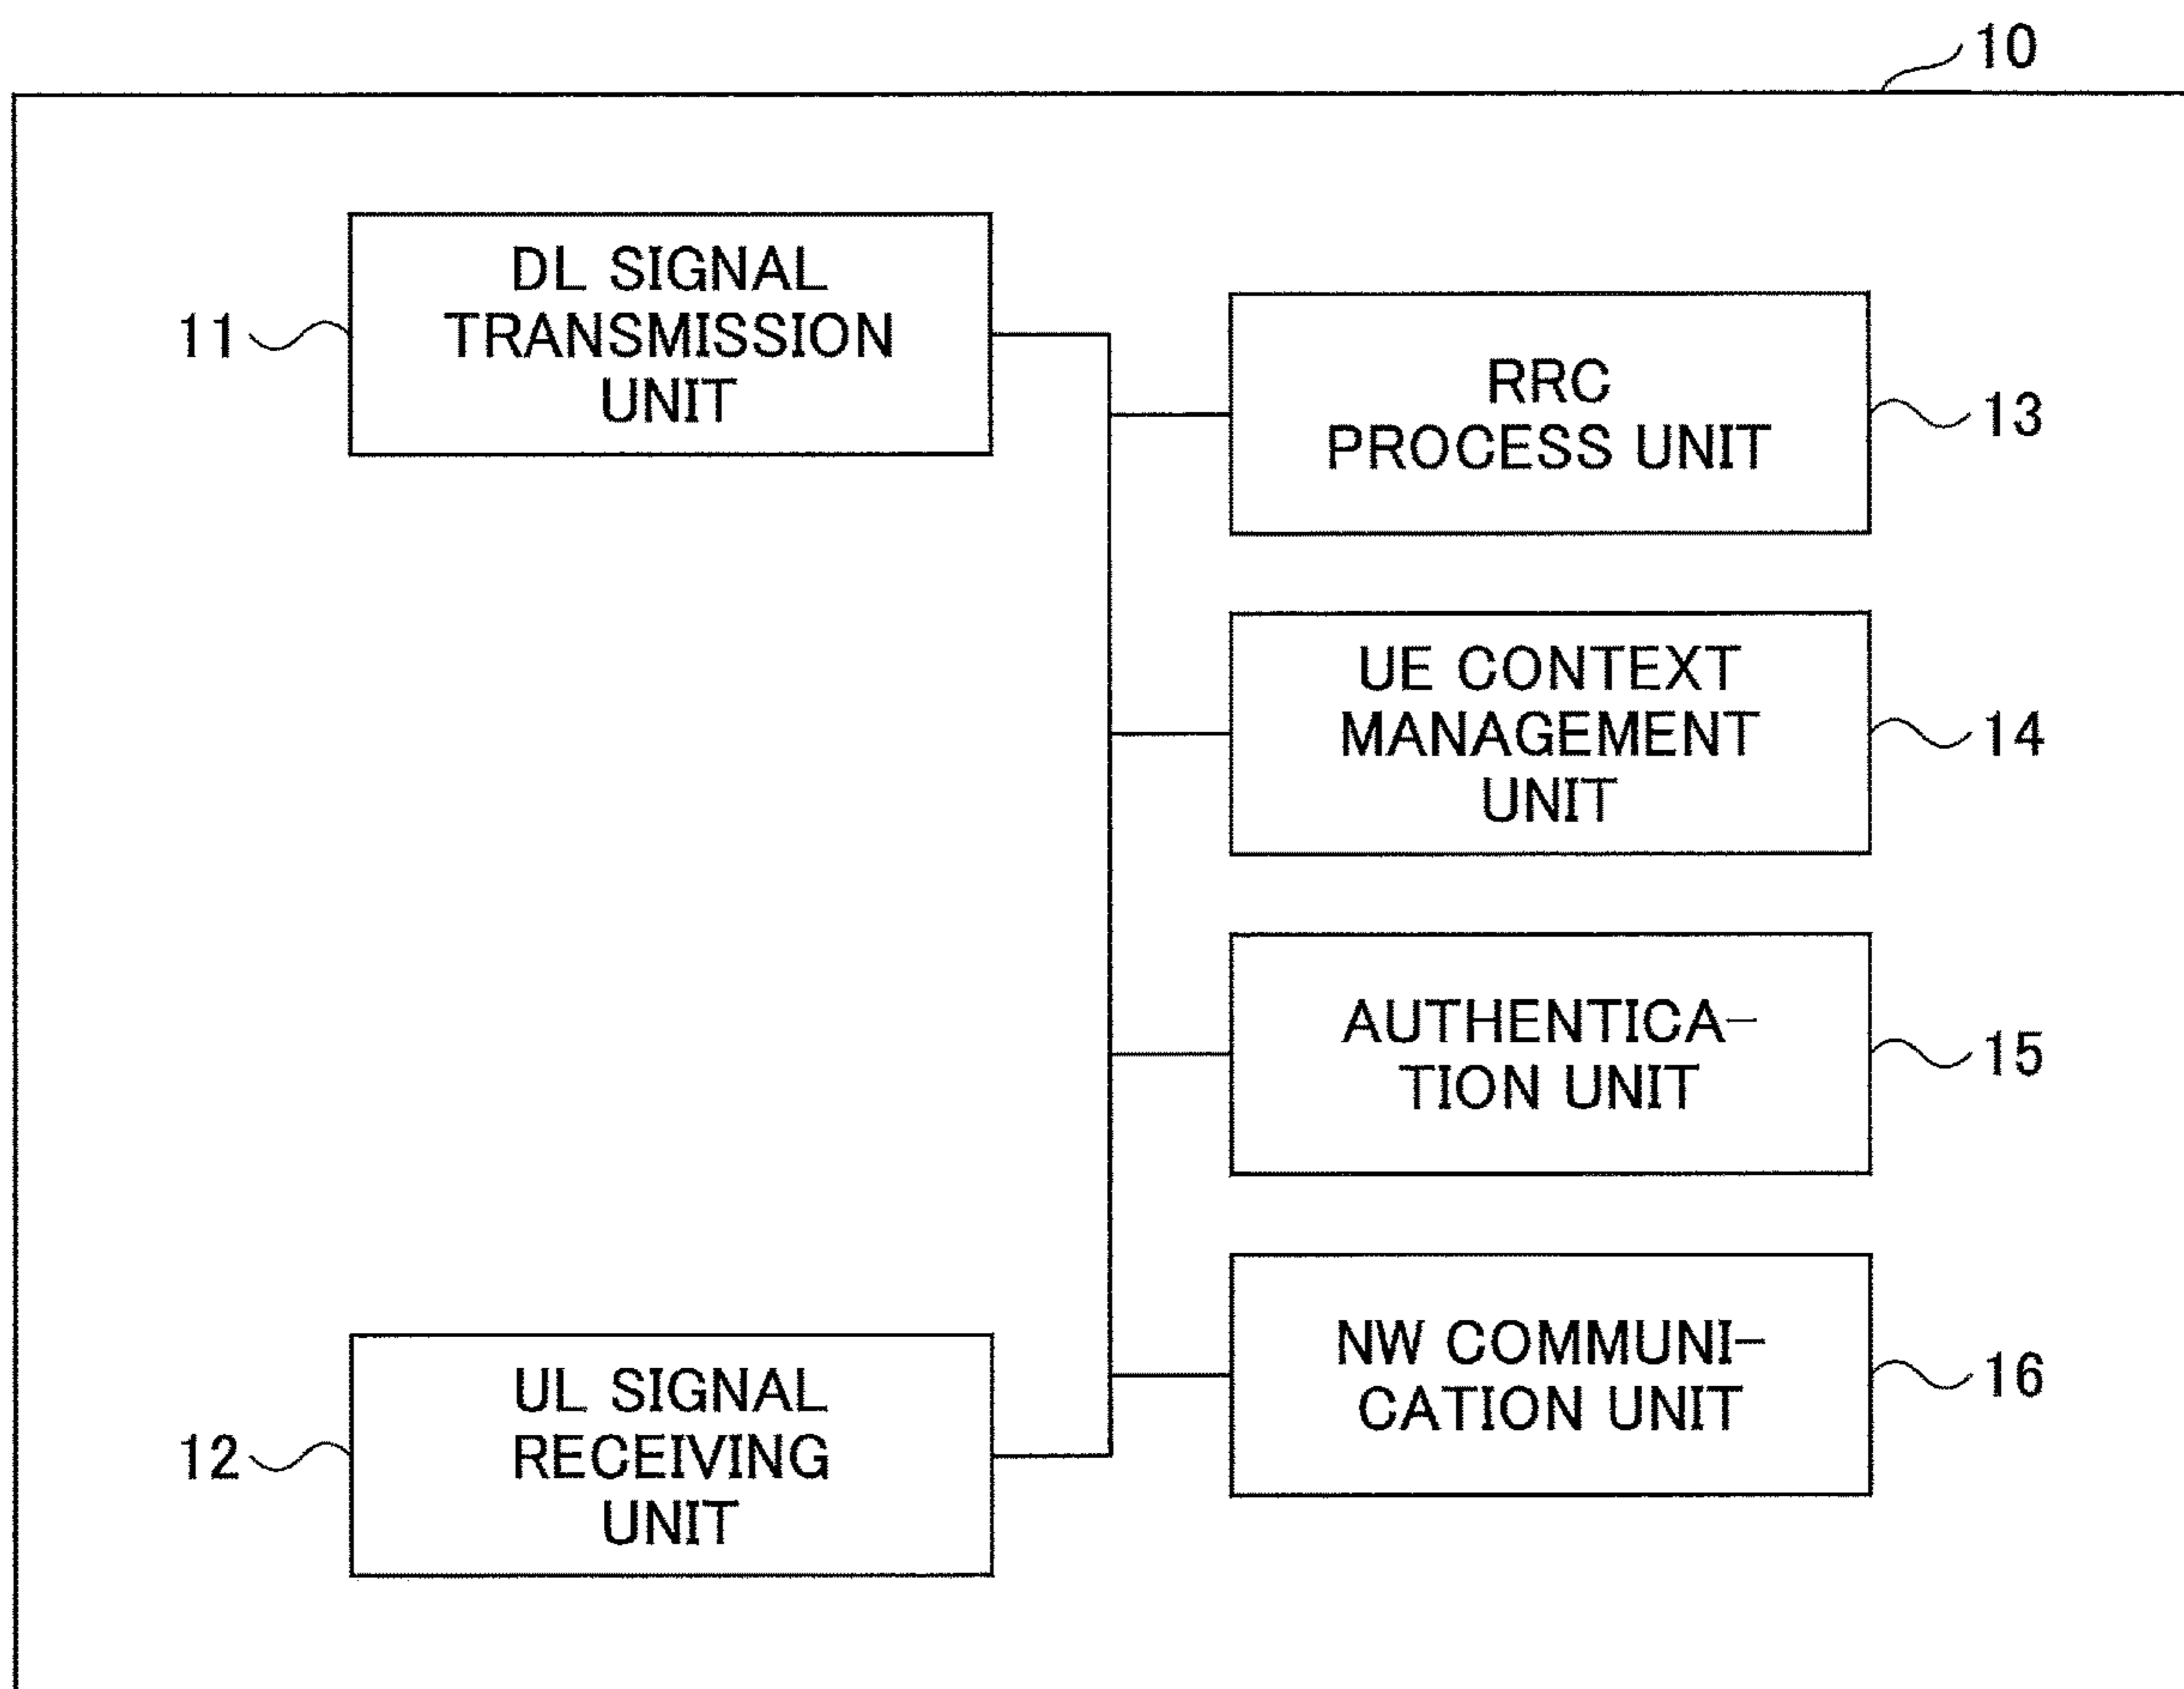 10
DL SIGNAL
TRANSMISSION
UNIT
11
RRC
PROCESS UNIT
13
UE CONTEXT
MANAGEMENT
UNIT
14
AUTHENTICA-
TION UNIT
15
NW COMMUNI-
CATION UNIT
16
UL SIGNAL
RECEIVING
UNIT
12